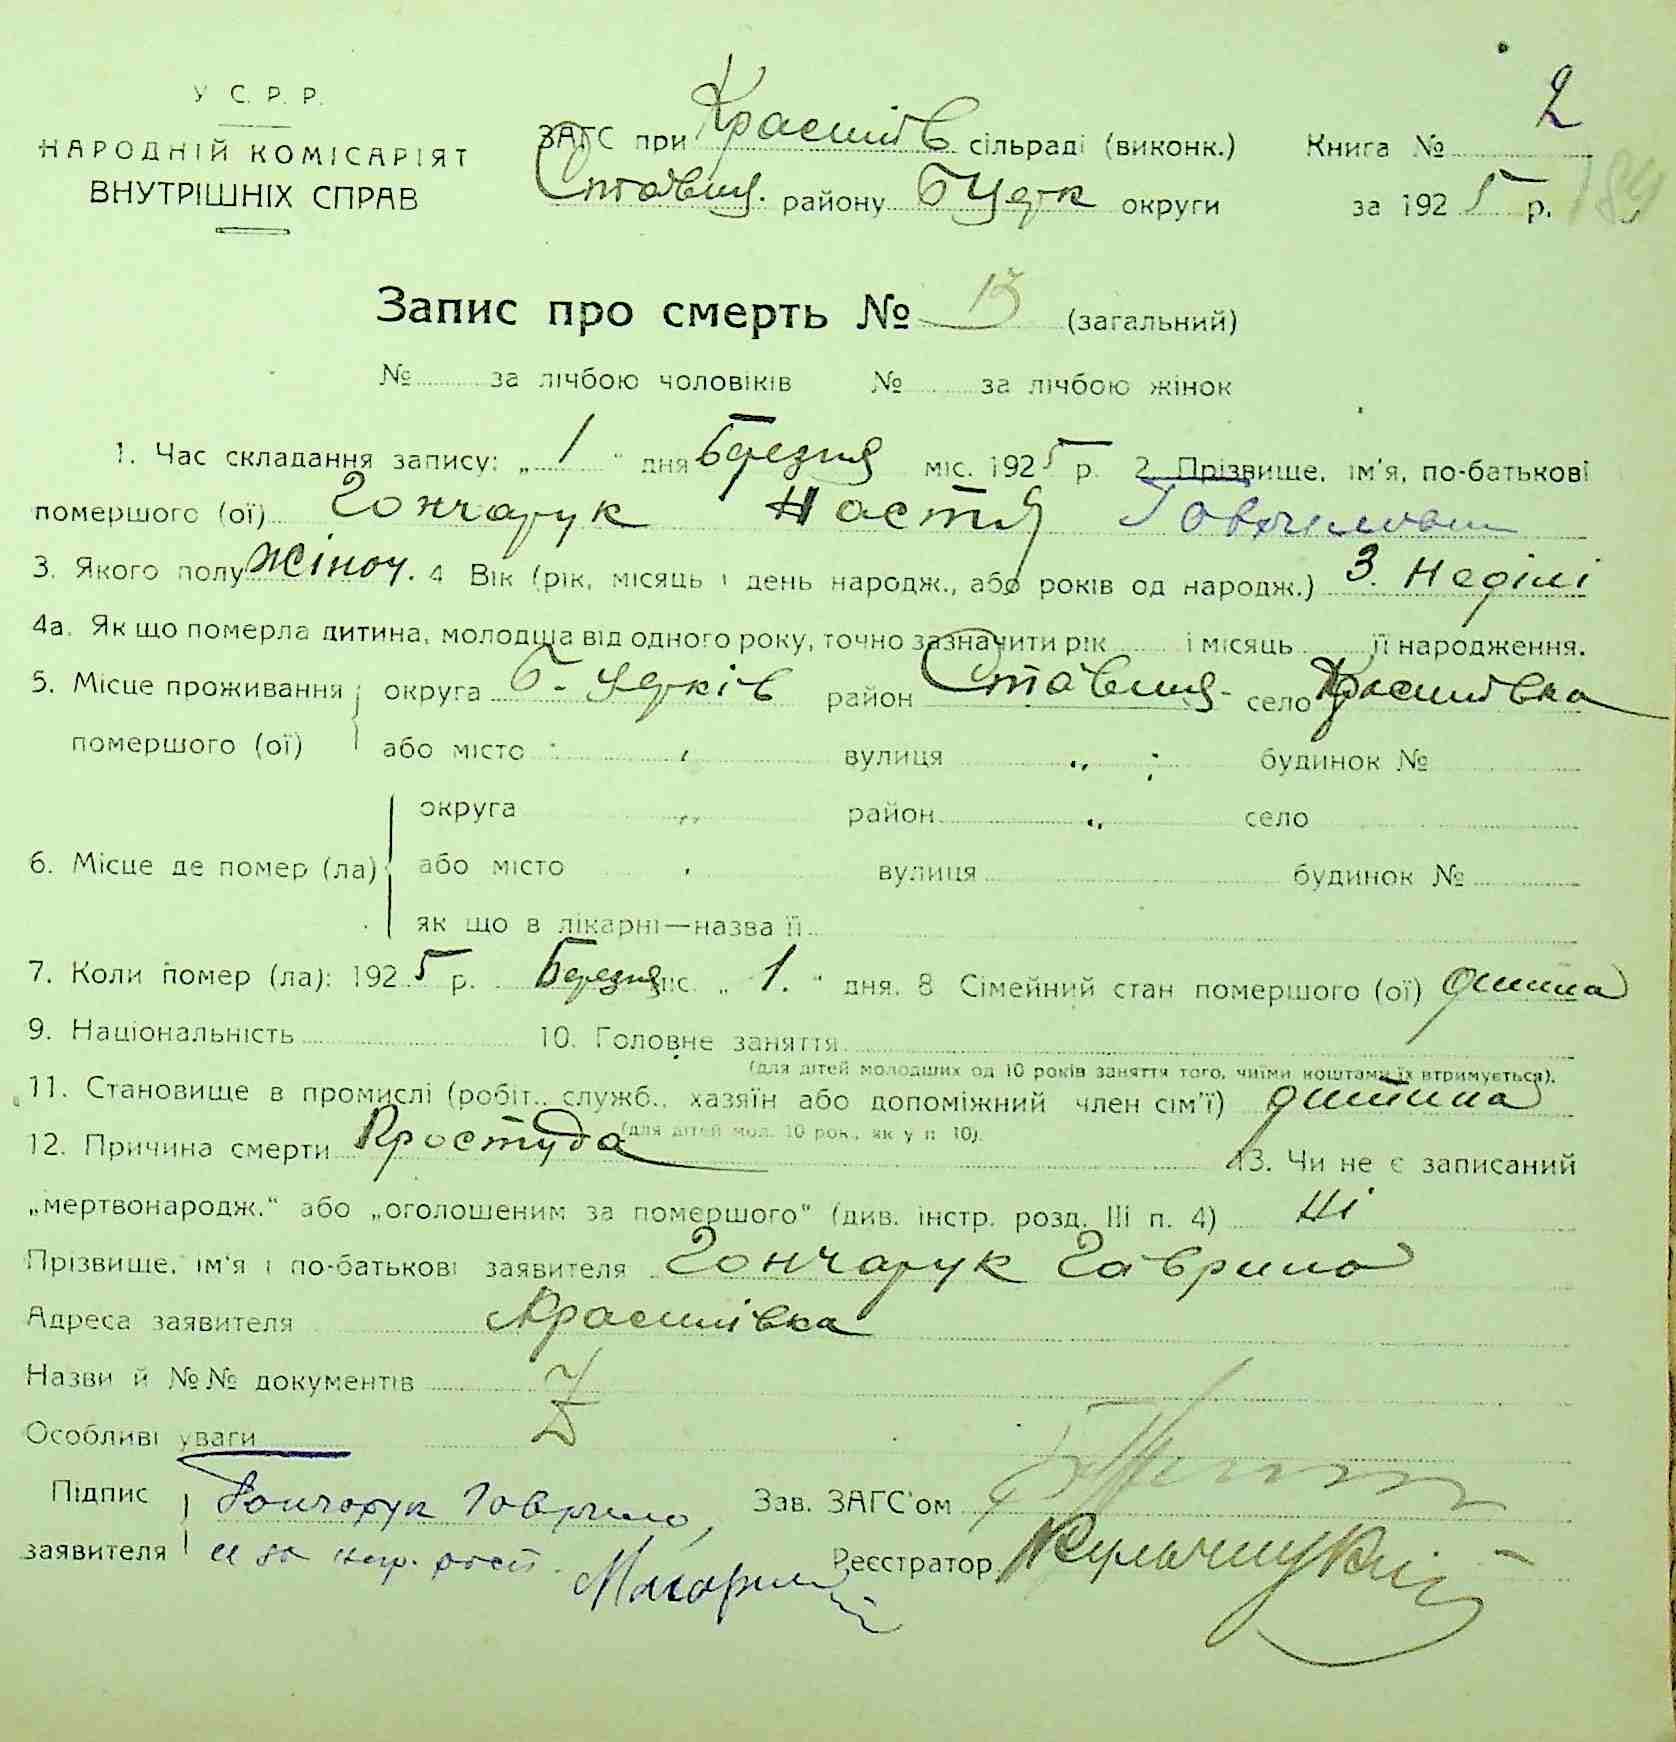 У С. Р. Р.
НАРОДНІЙ КОМІСАРІЯТ
ВНУТРІШНІХ СПРАВ
ЗАГС при Красилів сільраді (виконк.)
Ставищ. району БЦерк округи
Книга № 2
за 1925 р. 184
Запис про смерть № 13 (загальний)
№ за лічбою чоловіків № за лічбою жінок
1. Час складання запису: „ 1 " дня Березня міс. 1925 р. 2. Прізвище, ім'я, по-батькові
помершого (ої) Гончарук Настя
3. Якого полу Жіноч. 4 Вік (рік, місяць і день народж., або років од народж.) 3. Неділі
4а. Як що померла дитина, молодща від одного року, точно зазначити рік і місяць її народження.
5. Місце проживання округа Б-Церків район Ставищ- село Красилівка
помершого (ої) або місто " вулиця " будинок №
округа " район " село
6. Місце де помер (ла) або місто " вулиця будинок №
як що в лікарні—назва її
7. Коли помер (ла): 1925 р. Березня міс. „ 1. " дня. 8 Сімейний стан помершого (ої) дитина
9. Національність 10. Головне заняття
(для дітей молодших од 10 років заняття того, чиїми коштами їх втримується).
11. Становище в промислі (робіт., служб., хазяїн або допоміжний член сім'ї) дитина
(для дітей мол. 10 рок., як у п 10).
12. Причина смерти Простуда 13. Чи не є записаний
„мертвонародж." або „оголошеним за помершого" (див. інстр. розд. ІІІ п. 4) Ні
Прізвище, ім'я і по-батькові заявителя Гончарук Гаврило
Адреса заявителя Красилівка
Назви й №№ документів
Особливі уваги
Підпис заявителя Гончарук Гаврило,
Зав. ЗАГС'ом
Реєстратор